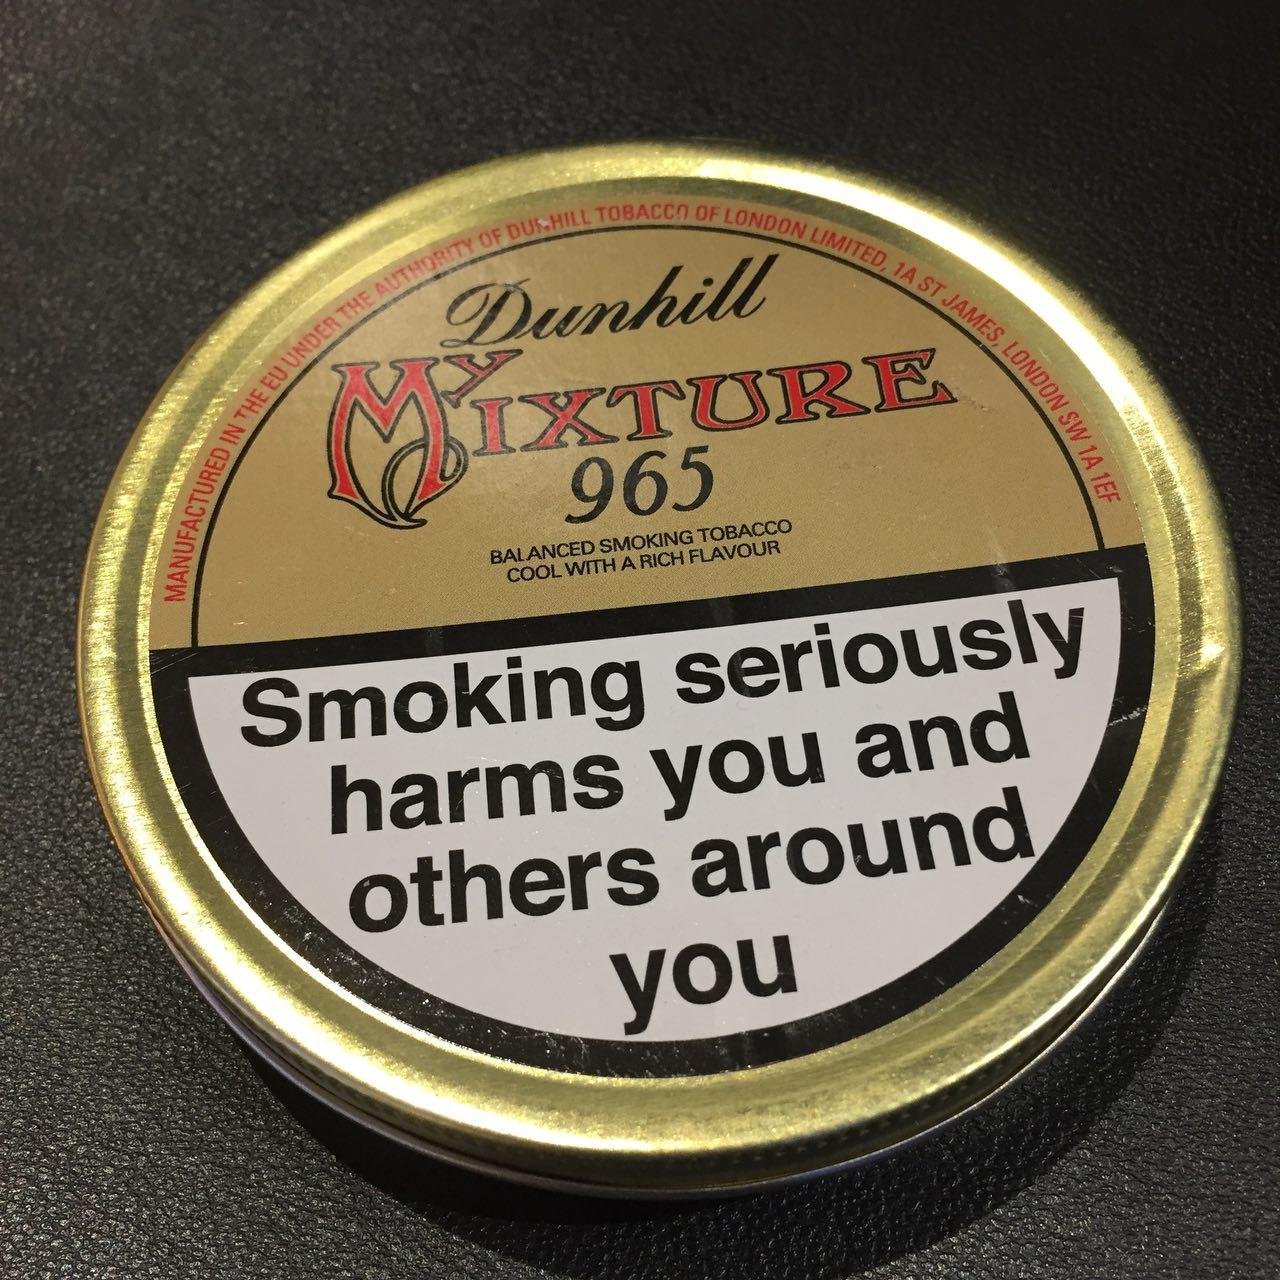 MANUFACTURED IN THE EU UNDER THE AUTHORITY OF DUNHILL TOBACCO OF LONDON LIMITED, 1A ST JAMES, LONDON SW 1A 1EF
Dunhill
MY MIXTURE
965
BALANCED SMOKING TOBACCO
COOL WITH A RICH FLAVOUR
Smoking seriously
harms you and
others around
you